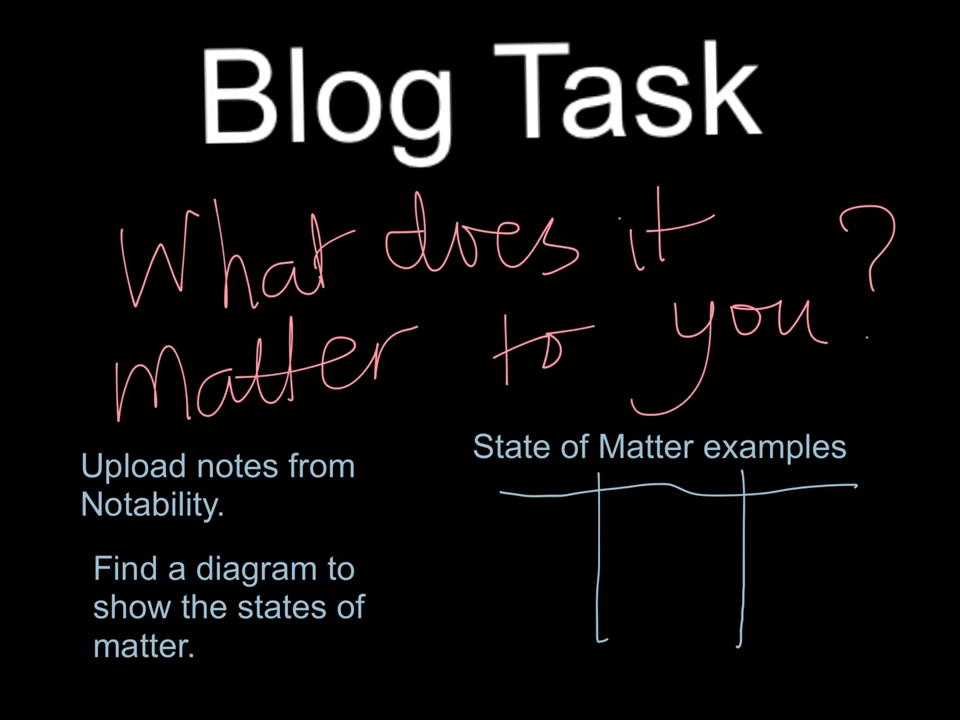 Blog Task
What does it
matter to you?
Upload notes from
Notability.
Find a diagram to
show the states of
matter.
State of Matter examples